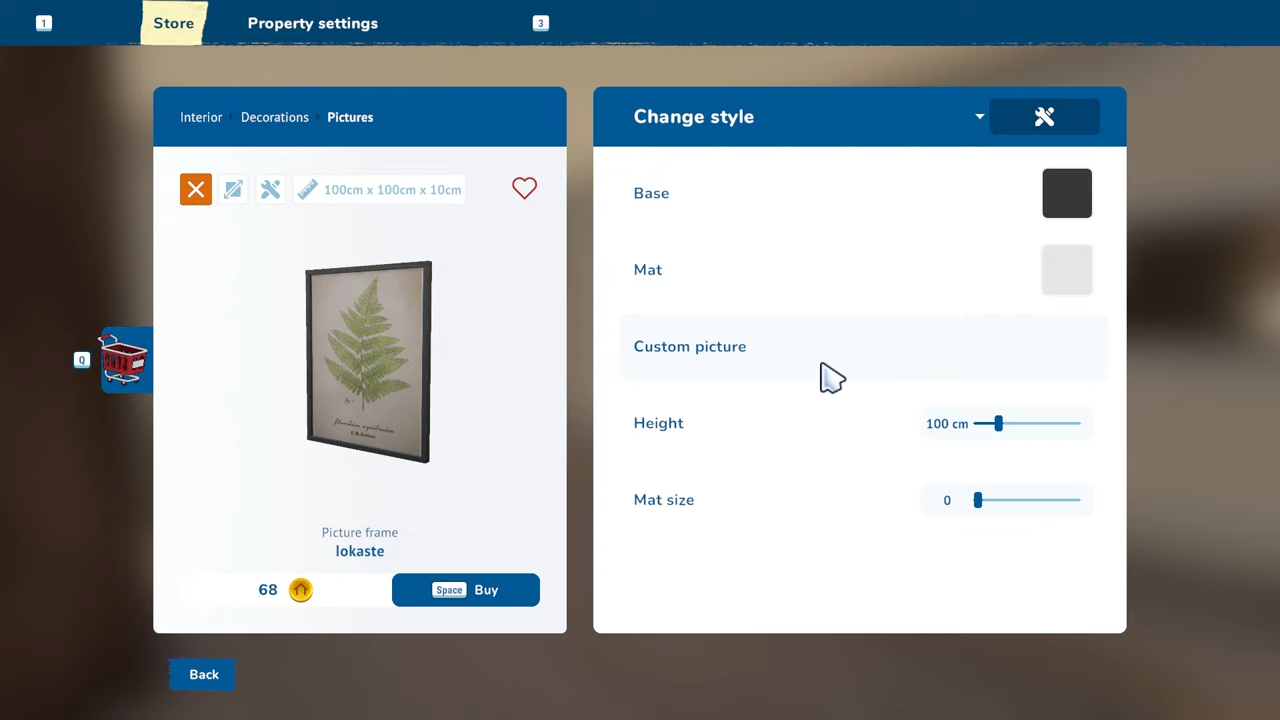 1
Store
Property settings
3
Interior Decorations Pictures
100cm x 100cm x 10cm
Q
Picture frame
lokaste
68
Space Buy
Back
Change style
Base
Mat
Custom picture
Height
100 cm
Mat size
0